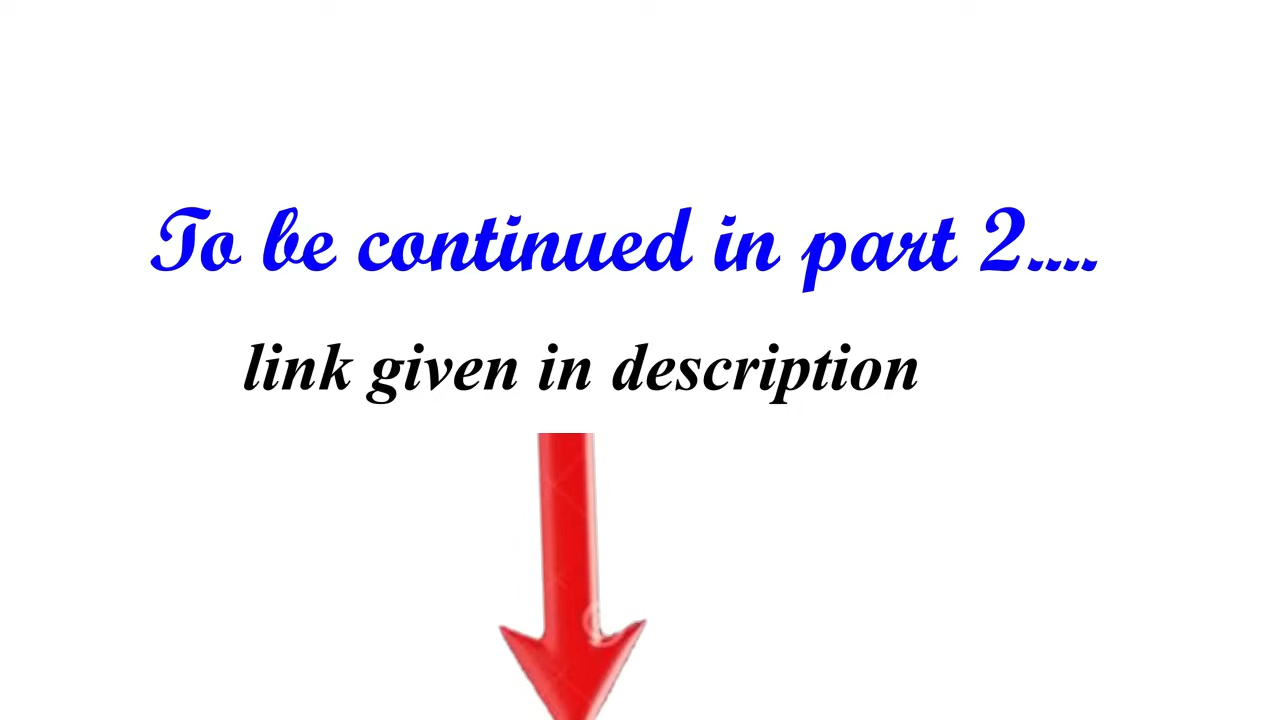 To be continued in part 2....
link given in description